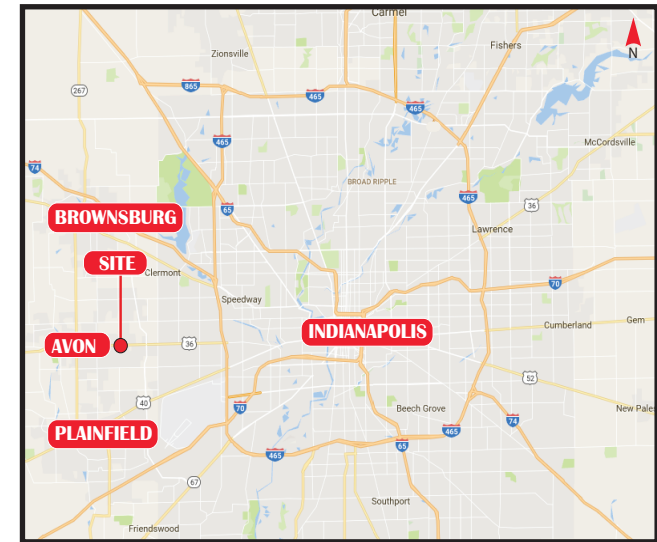 Carmel
N
Zionsville
Fishers
865
267
465
465
McCordsville
74
BROAD RIPPLE
465
36
65
BROWNSBURG
Lawrence
SITE
Clermont
70
Speedway
INDIANAPOLIS
Gem
Cumberland
AVON
36
52
40
70
Beech Grove
New Pale
74
PLAINFIELD
465
65
465
67
Southport
Friendswood